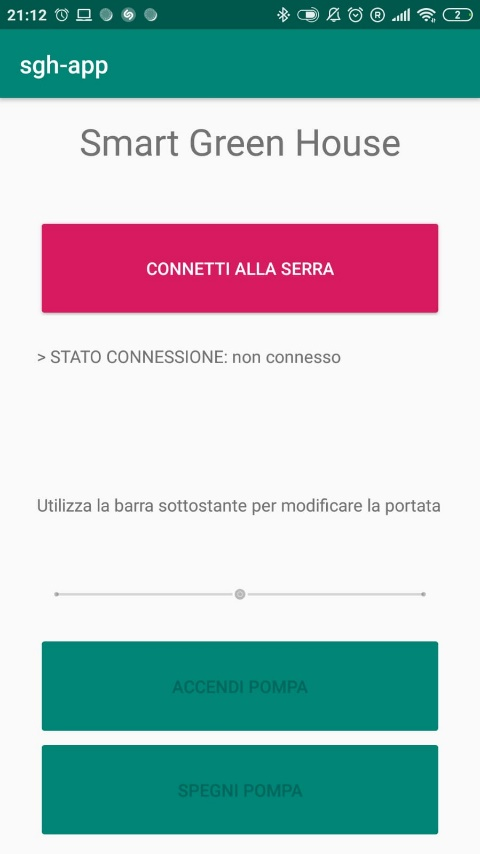 21:12
R
2
sgh-app
Smart Green House
CONNETTI ALLA SERRA
> STATO CONNESSIONE: non connesso
Utilizza la barra sottostante per modificare la portata
ACCENDI POMPA
SPEGNI POMPA